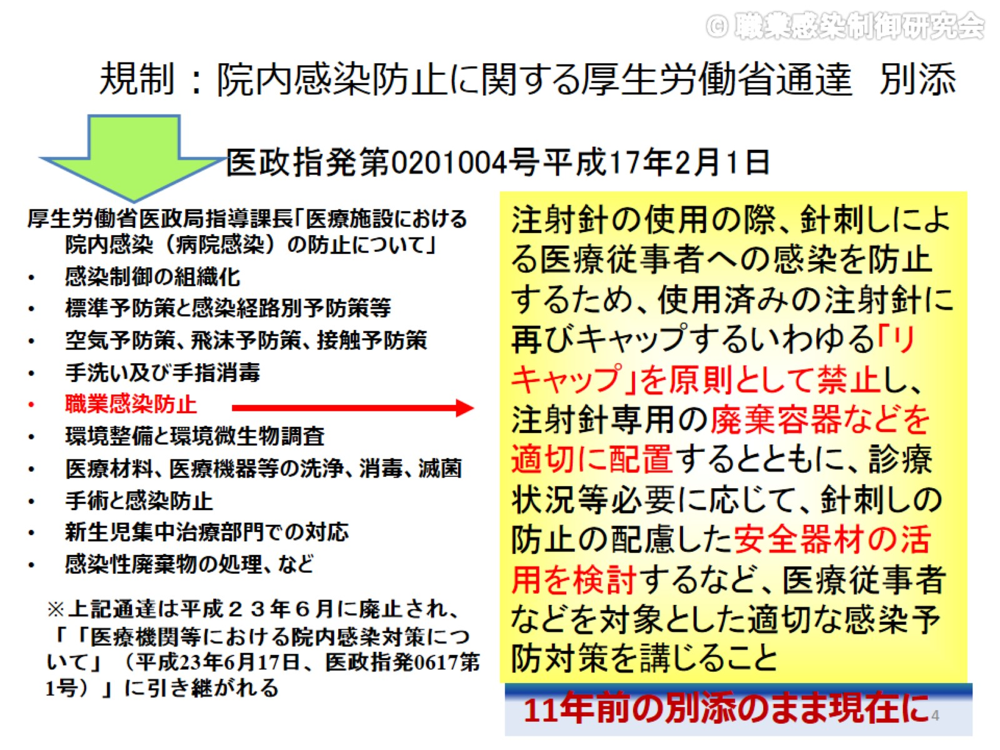 © 職業感染制御研究会
規制：院内感染防止に関する厚生労働省通達　別添
医政指発第0201004号平成17年2月1日
厚生労働省医政局指導課長「医療施設における
院内感染（病院感染）の防止について」
• 感染制御の組織化
• 標準予防策と感染経路別予防策等
• 空気予防策、飛沫予防策、接触予防策
• 手洗い及び手指消毒
• 職業感染防止
• 環境整備と環境微生物調査
• 医療材料、医療機器等の洗浄、消毒、滅菌
• 手術と感染防止
• 新生児集中治療部門での対応
• 感染性廃棄物の処理、など
※上記通達は平成２３年６月に廃止され、
「「医療機関等における院内感染対策につ
いて」（平成23年6月17日、医政指発0617第
1号）」に引き継がれる
注射針の使用の際、針刺しによ
る医療従事者への感染を防止
するため、使用済みの注射針に
再びキャップするいわゆる「リ
キャップ」を原則として禁止し、
注射針専用の廃棄容器などを
適切に配置するとともに、診療
状況等必要に応じて、針刺しの
防止の配慮した安全器材の活
用を検討するなど、医療従事者
などを対象とした適切な感染予
防対策を講じること
11年前の別添のまま現在に
4